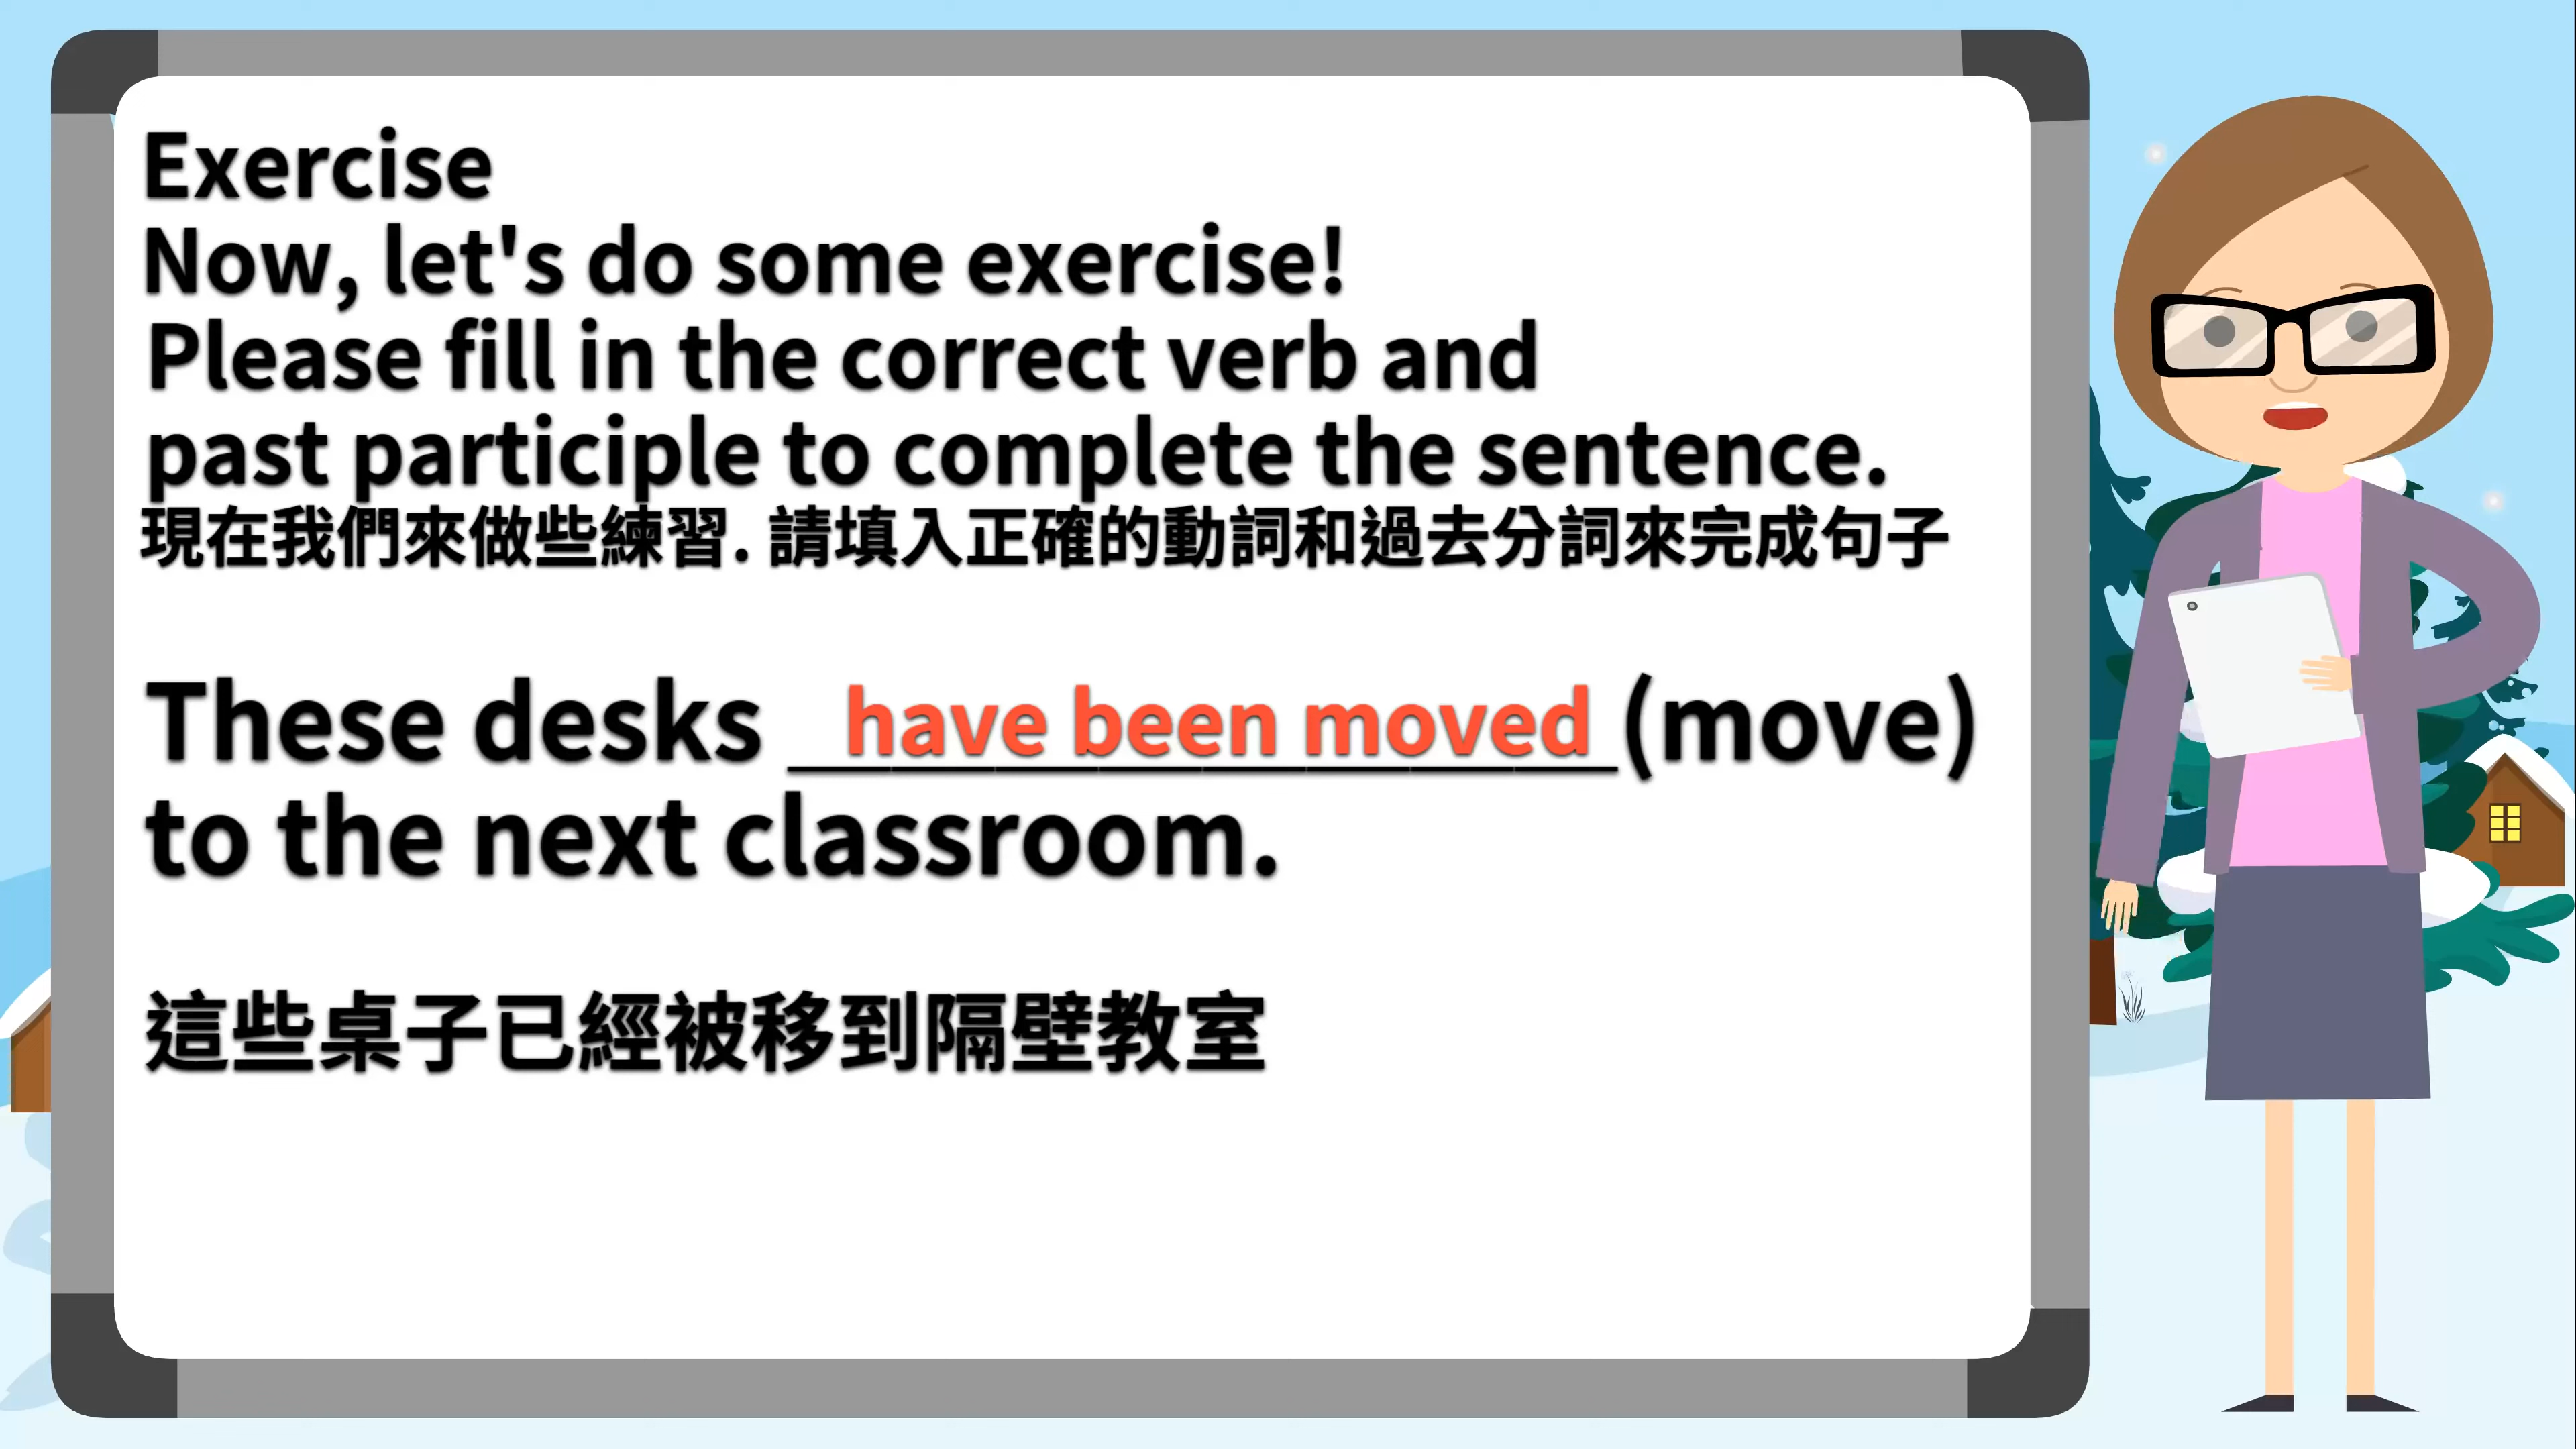 Exercise
Now, let's do some exercise!
Please fill in the correct verb and
past participle to complete the sentence.
現在我們來做些練習. 請填入正確的動詞和過去分詞來完成句子
These desks ________have been moved (move)
to the next classroom.
這些桌子已經被移到隔壁教室